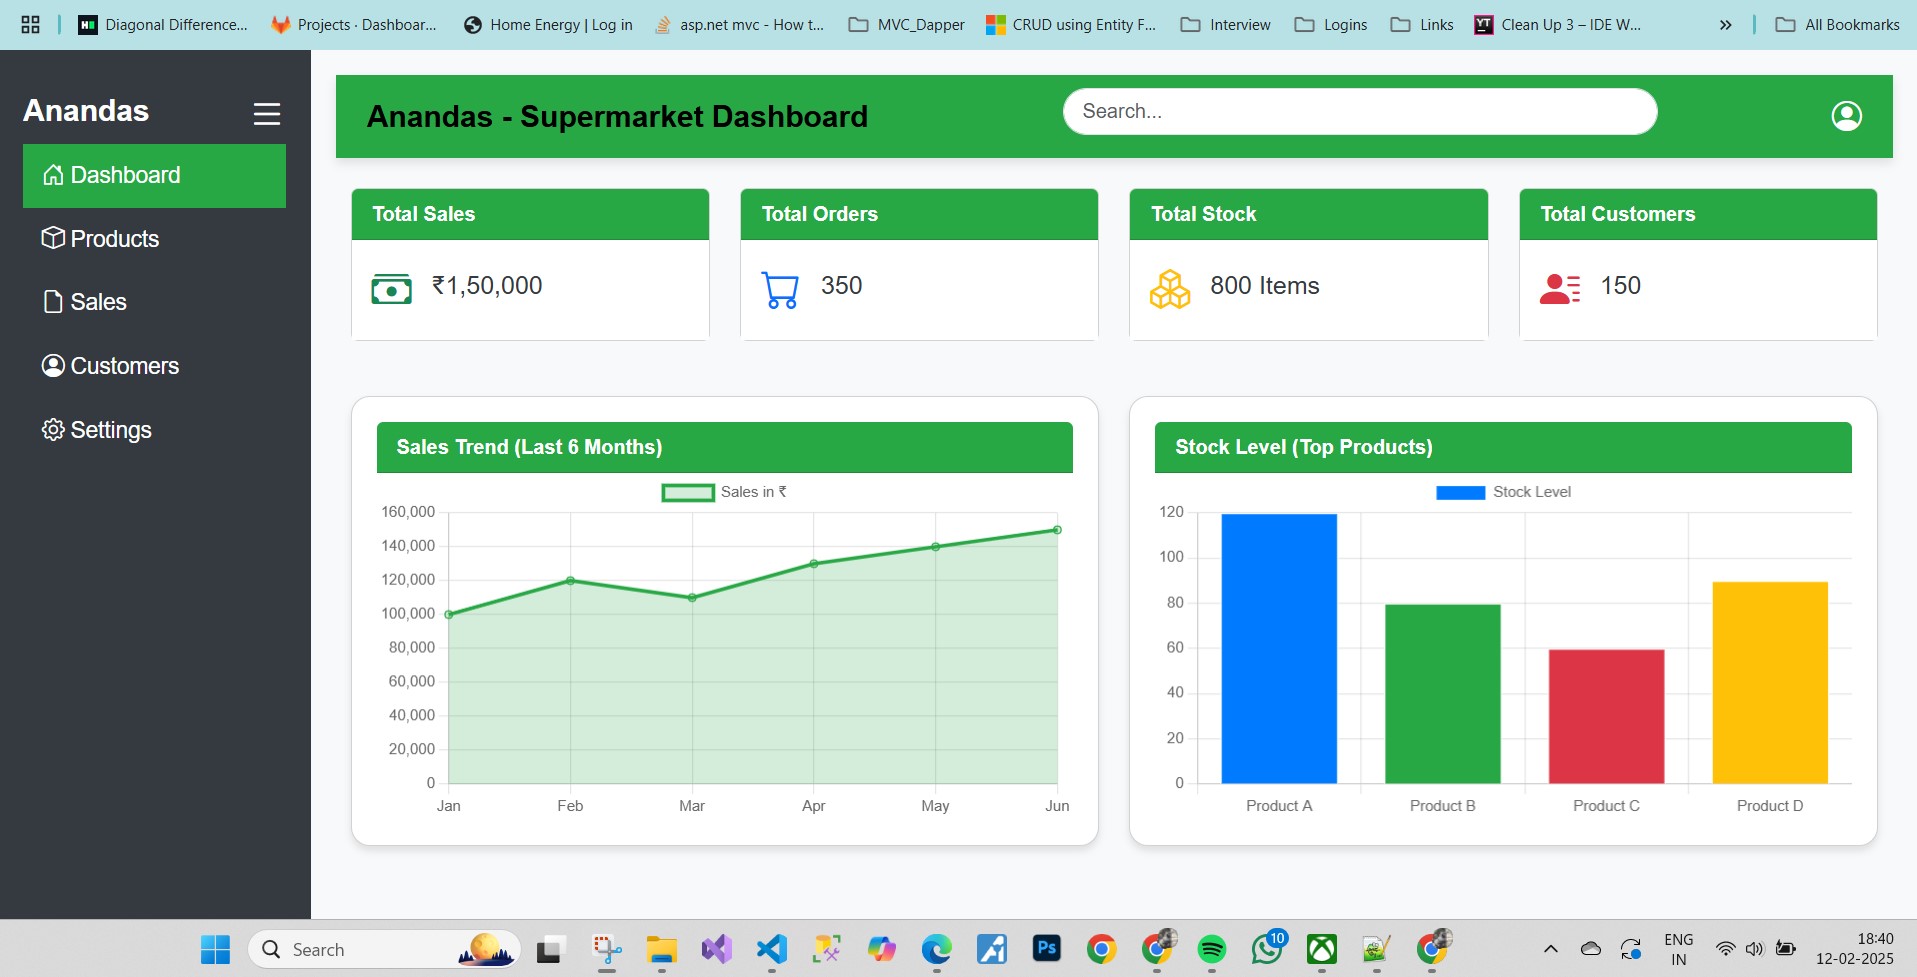 Diagonal Difference...
Projects · Dashboar...
Home Energy | Log in
asp.net mvc - How t...
MVC_Dapper
CRUD using Entity F...
Interview
Logins
Links
YT
Clean Up 3 – IDE W...
»
All Bookmarks
Anandas
Dashboard
Products
Sales
Customers
Settings
Anandas - Supermarket Dashboard
Search...
Total Sales
₹1,50,000
Total Orders
350
Total Stock
800 Items
Total Customers
150
Sales Trend (Last 6 Months)
Sales in ₹
160,000
140,000
120,000
100,000
80,000
60,000
40,000
20,000
0
Jan Feb Mar Apr May Jun
Stock Level (Top Products)
Stock Level
120
100
80
60
40
20
0
Product A Product B Product C Product D
Search
Ps
10
ENG
IN
18:40
12-02-2025